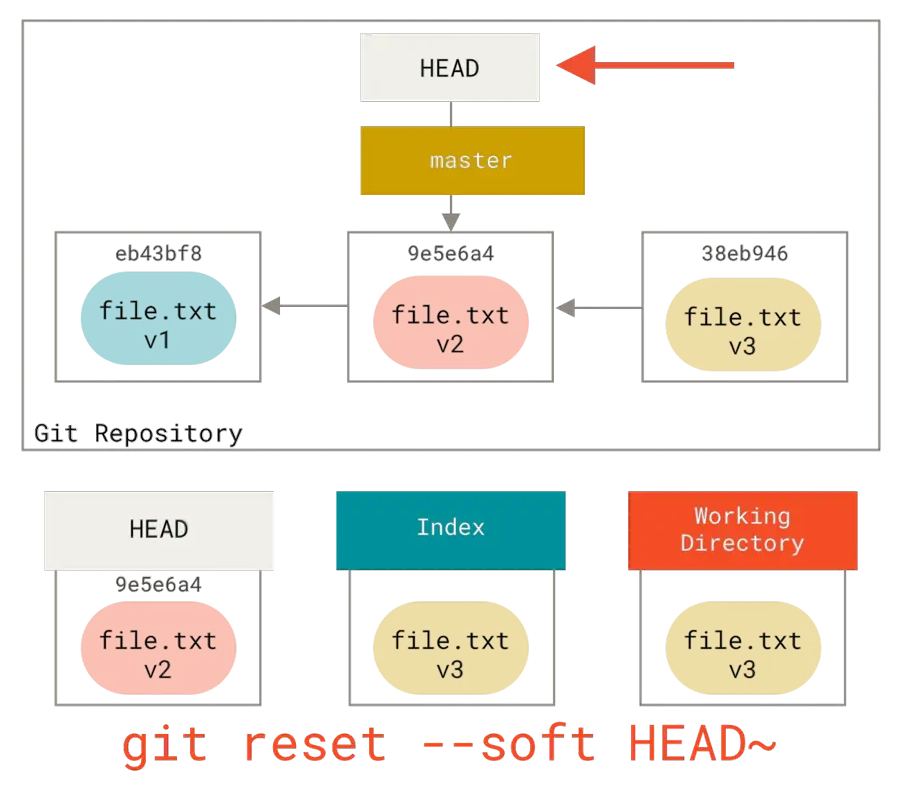 HEAD
master
eb43bf8
file.txt
v1
9e5e6a4
file.txt
v2
38eb946
file.txt
v3
Git Repository
HEAD
9e5e6a4
file.txt
v2
Index
file.txt
v3
Working
Directory
file.txt
v3
git reset --soft HEAD~